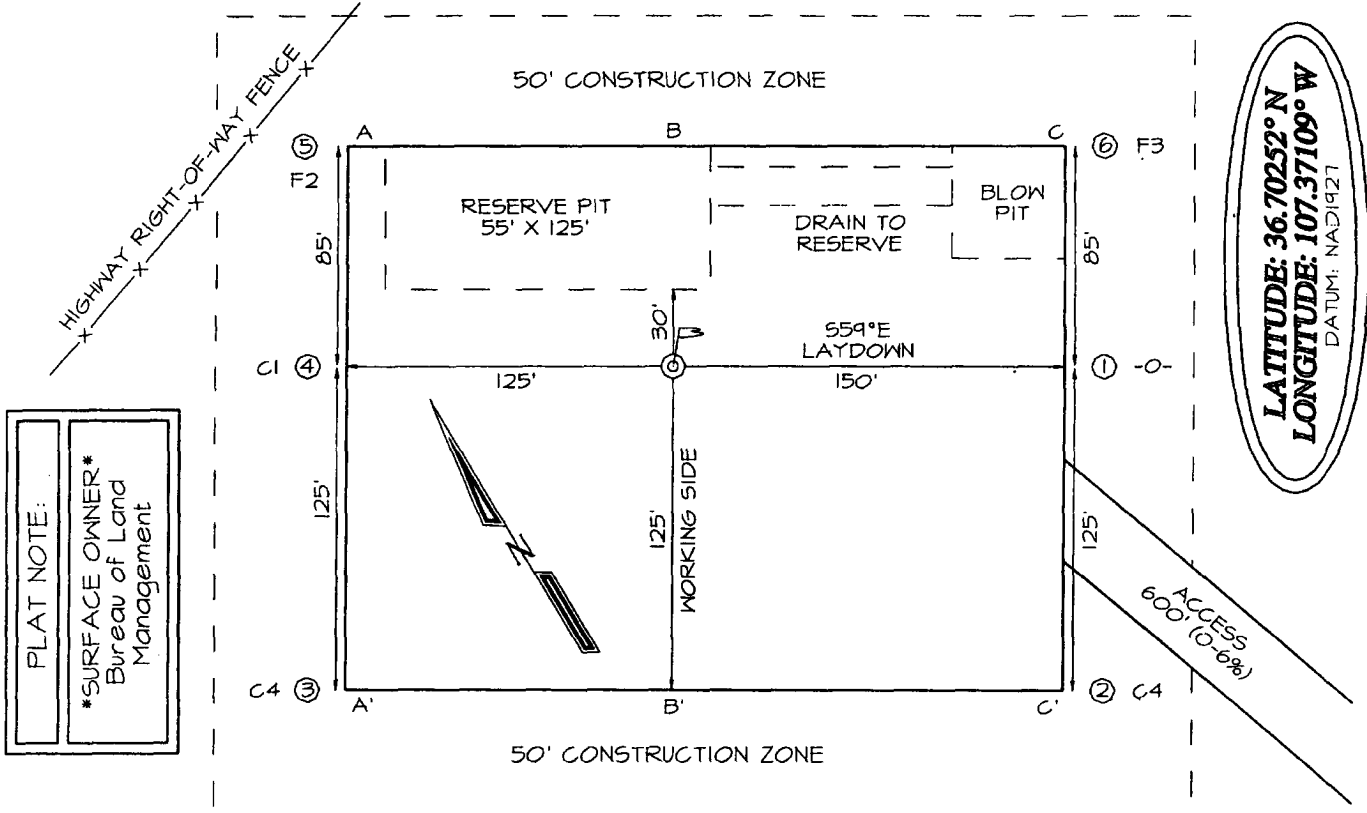 50' CONSTRUCTION ZONE
HIGHWAY RIGHT-OF-WAY FENCE
A
B
C
5
F2
6 F3
RESERVE PIT
55' X 125'
DRAIN TO
RESERVE
BLOW
PIT
85'
85'
30'
S59°E
LAYDOWN
C1 4
125'
150'
1 -0-
125'
N
125'
WORKING SIDE
125'
ACCESS
600' (0-6%)
C4 3
A'
B'
C'
2 C4
50' CONSTRUCTION ZONE
PLAT NOTE:
*SURFACE OWNER*
Bureau of Land
Management
LATITUDE: 36.70252° N
LONGITUDE: 107.37109° W
DATUM: NAD1927